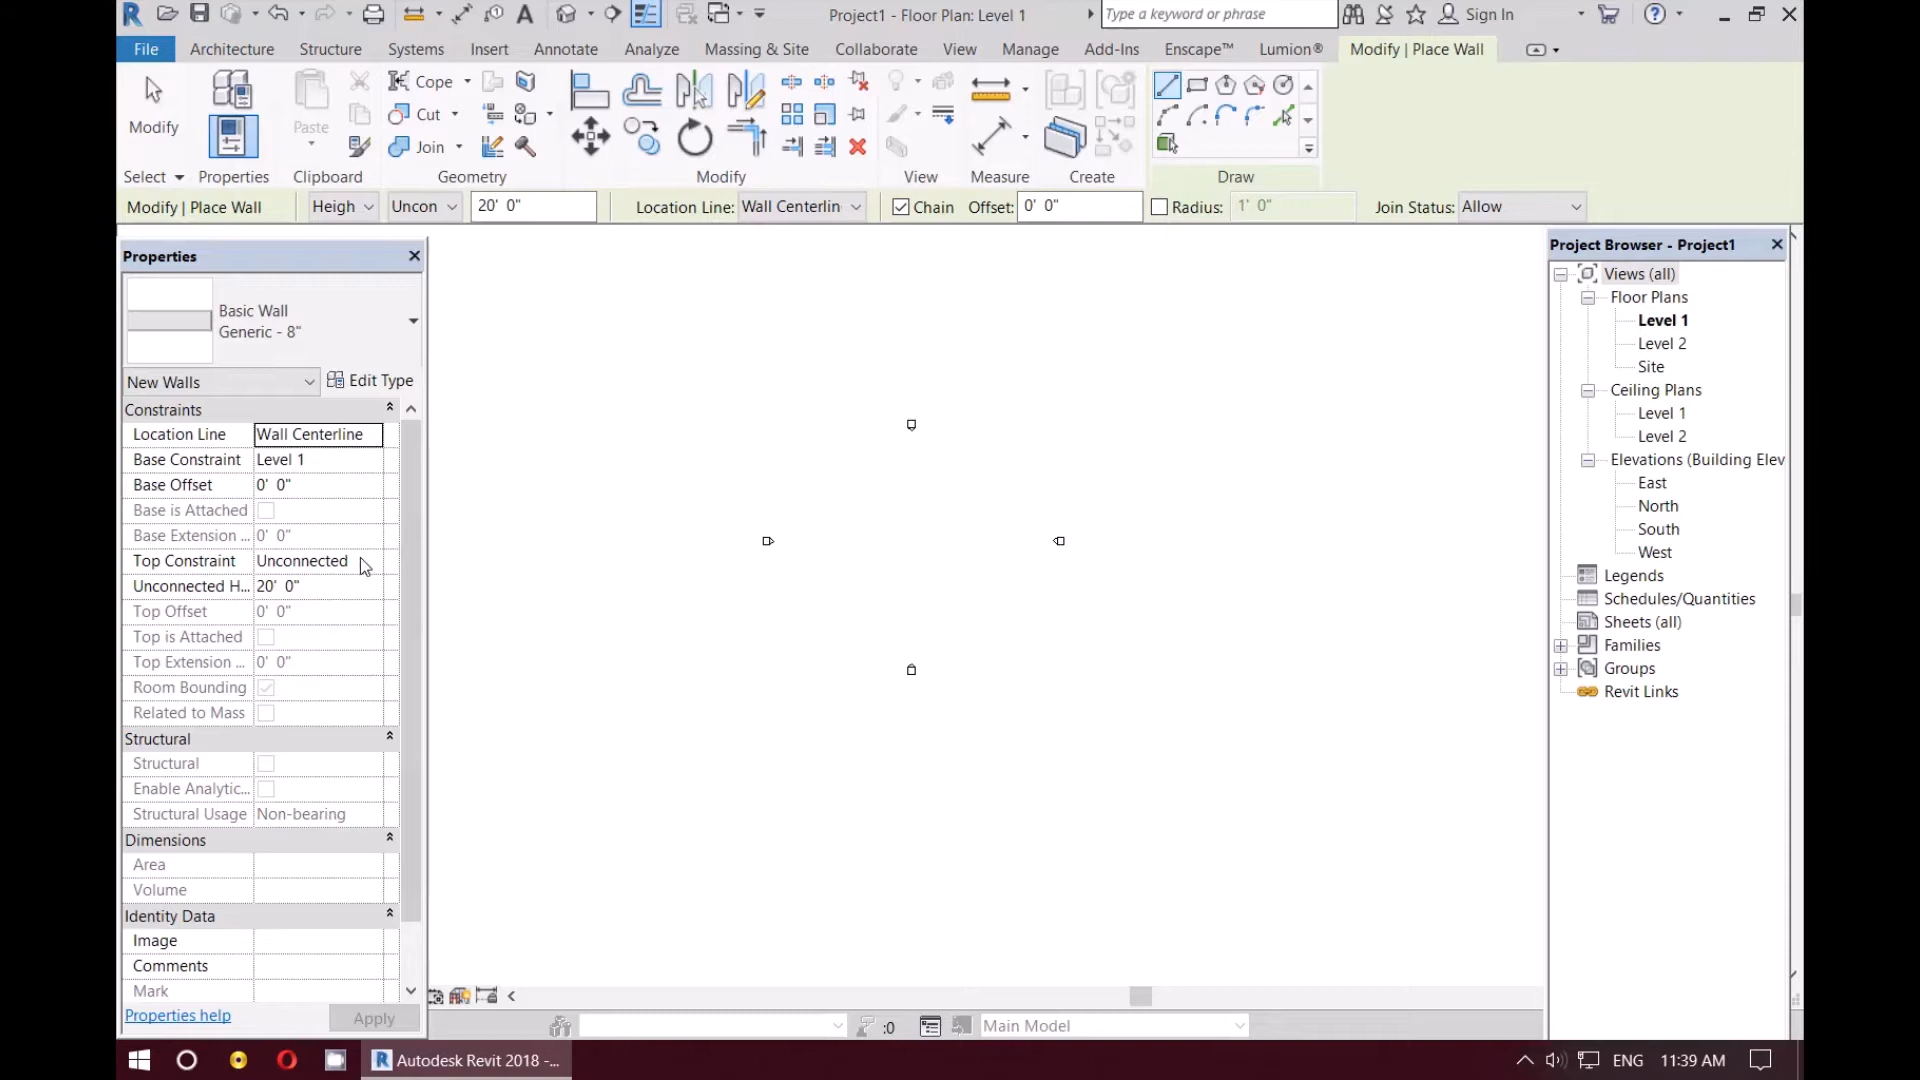 Project1 - Floor Plan: Level 1
Type a keyword or phrase
Sign In
File Architecture Structure Systems Insert Annotate Analyze Massing & Site Collaborate View Manage Add-Ins Enscape™ Lumion® Modify | Place Wall
Modify
Paste
Cope
Cut
Join
Select Properties Clipboard Geometry Modify View Measure Create Draw
Modify | Place Wall Heigh Uncon 20' 0" Location Line: Wall Centerlin Chain Offset: 0' 0" Radius: 1' 0" Join Status: Allow
Properties
Basic Wall
Generic - 8"
New Walls Edit Type
Constraints
Location Line Wall Centerline
Base Constraint Level 1
Base Offset 0' 0"
Base is Attached
Base Extension ... 0' 0"
Top Constraint Unconnected
Unconnected H... 20' 0"
Top Offset 0' 0"
Top is Attached
Top Extension ... 0' 0"
Room Bounding
Related to Mass
Structural
Structural
Enable Analytic...
Structural Usage Non-bearing
Dimensions
Area
Volume
Identity Data
Image
Comments
Mark
Properties help Apply
Project Browser - Project1
Views (all)
Floor Plans
Level 1
Level 2
Site
Ceiling Plans
Level 1
Level 2
Elevations (Building Elev
East
North
South
West
Legends
Schedules/Quantities
Sheets (all)
Families
Groups
Revit Links
:0 Main Model
Autodesk Revit 2018 -...
ENG 11:39 AM